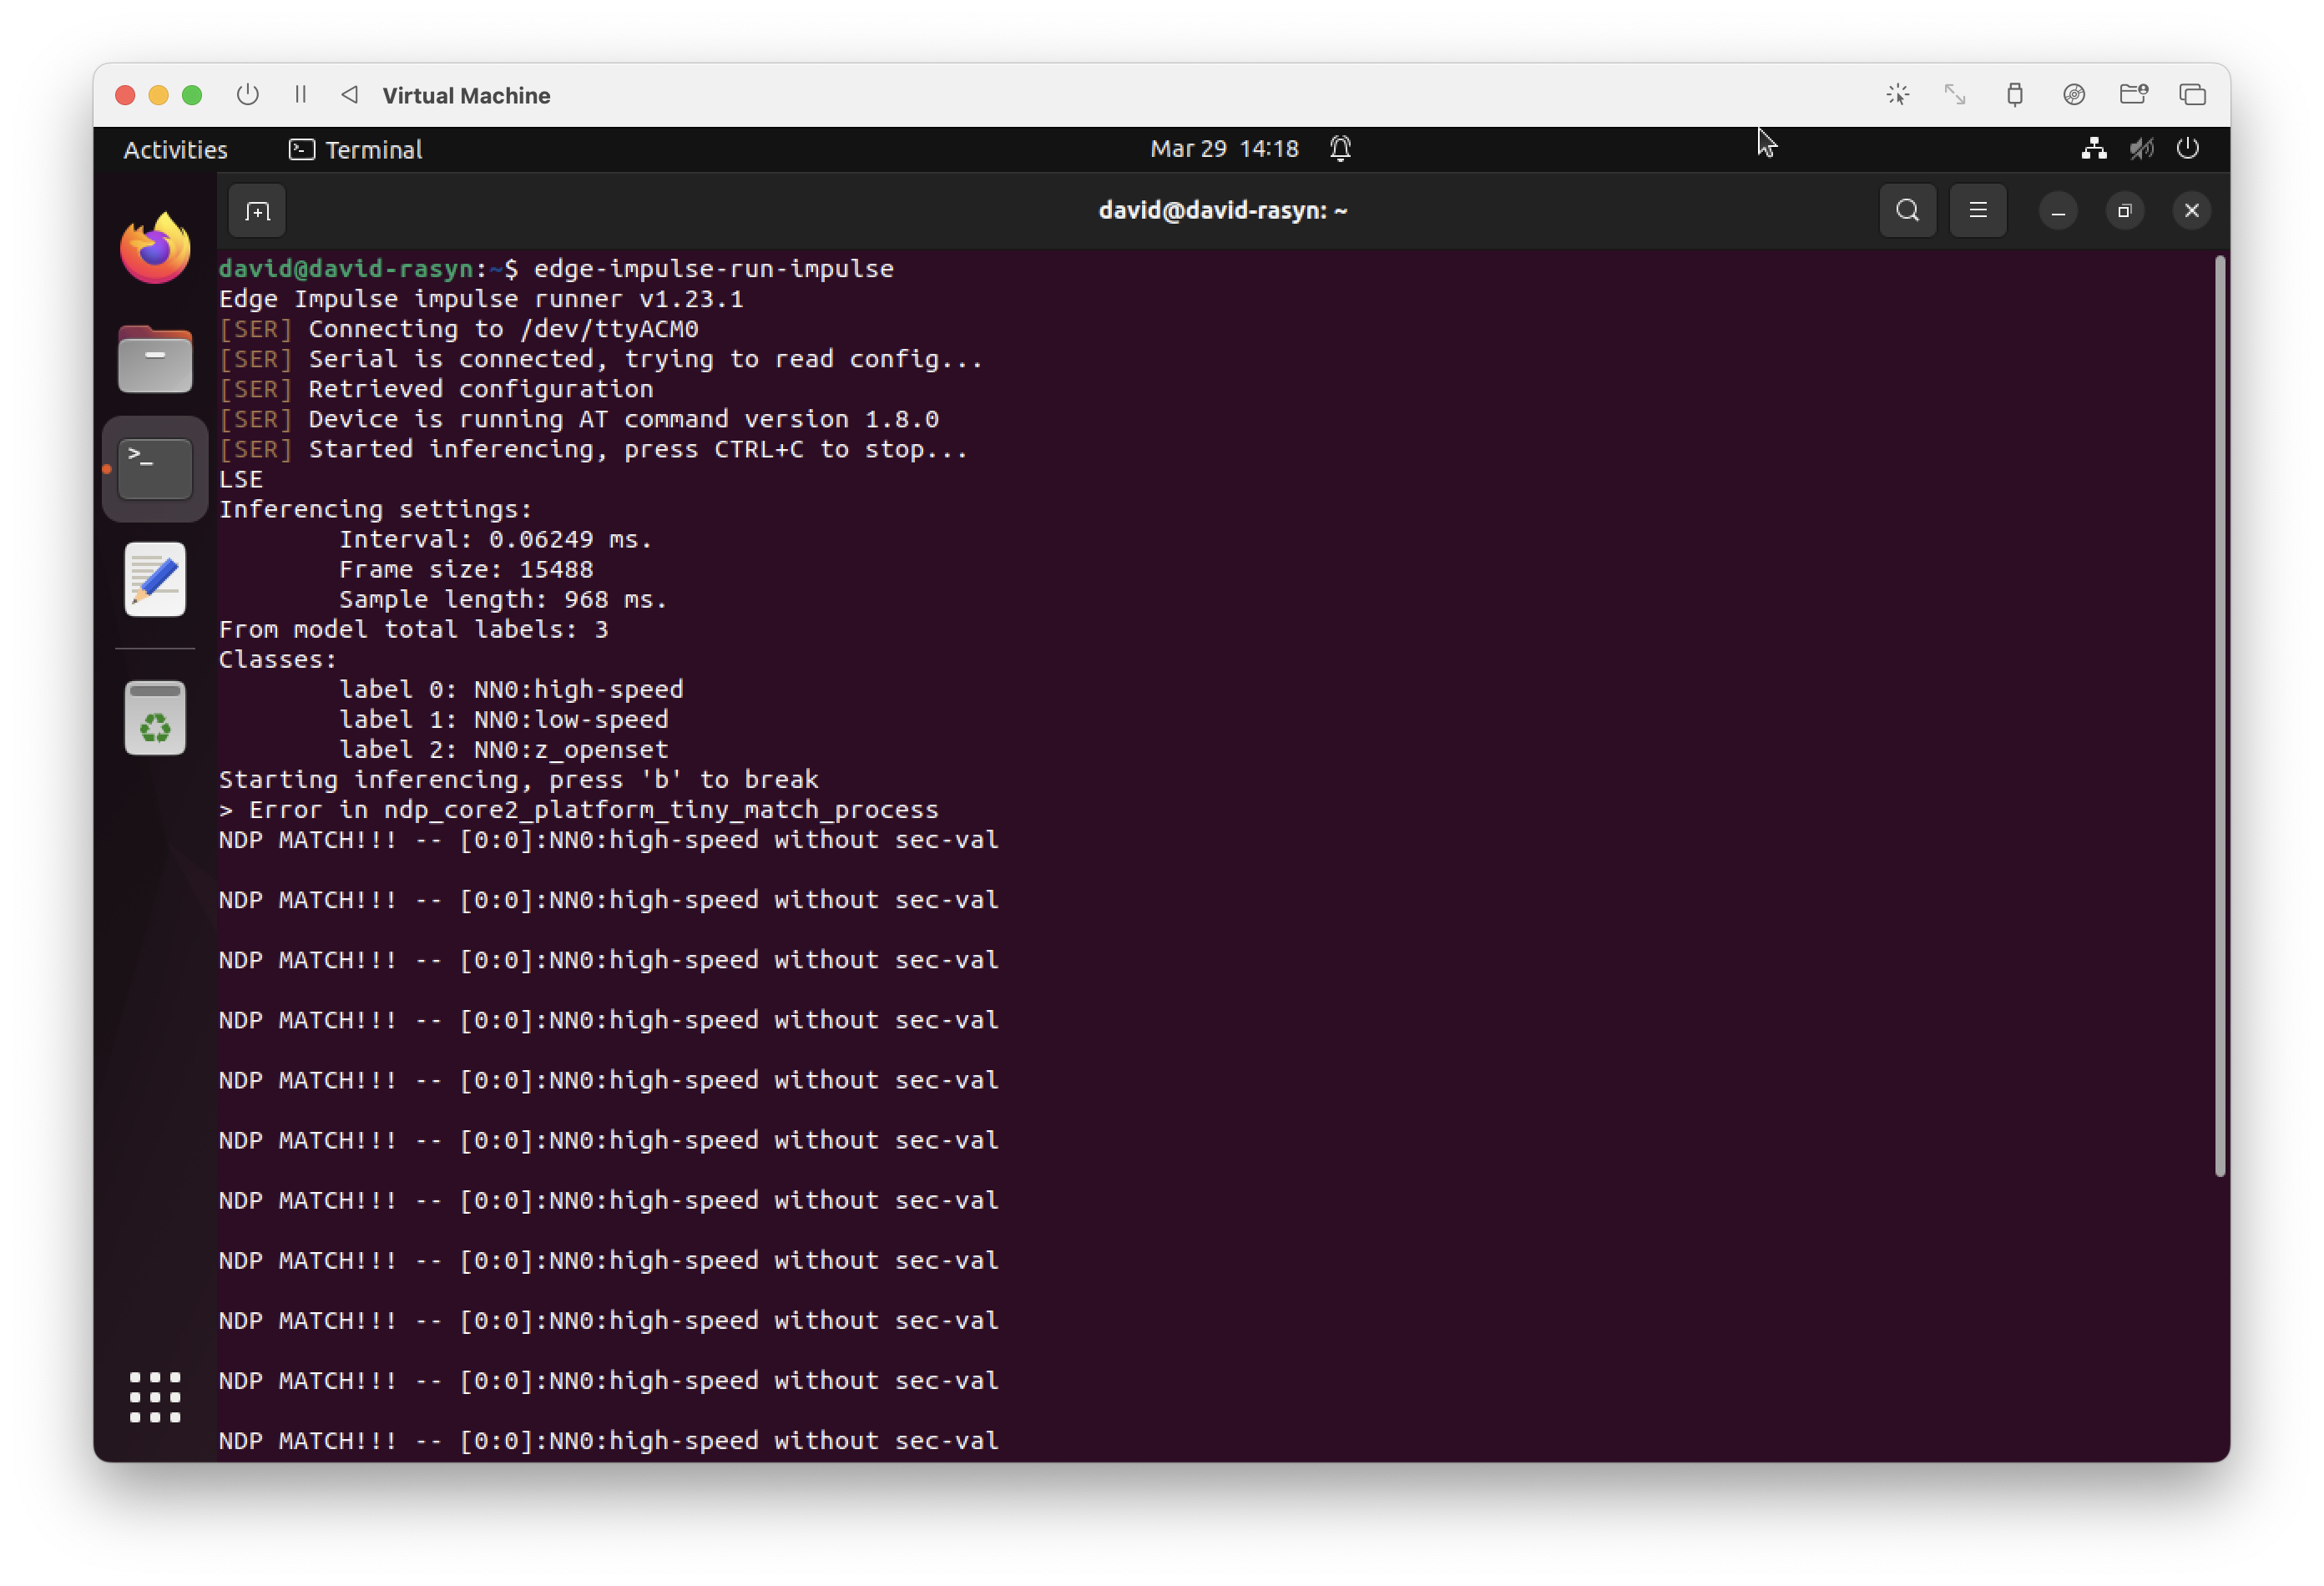 Virtual Machine
Activities
Terminal
Mar 29 14:18
david@david-rasyn: ~
david@david-rasyn:~$ edge-impulse-run-impulse
Edge Impulse impulse runner v1.23.1
[SER] Connecting to /dev/ttyACM0
[SER] Serial is connected, trying to read config...
[SER] Retrieved configuration
[SER] Device is running AT command version 1.8.0
[SER] Started inferencing, press CTRL+C to stop...
LSE
Inferencing settings:
Interval: 0.06249 ms.
Frame size: 15488
Sample length: 968 ms.
From model total labels: 3
Classes:
label 0: NN0:high-speed
label 1: NN0:low-speed
label 2: NN0:z_openset
Starting inferencing, press 'b' to break
> Error in ndp_core2_platform_tiny_match_process
NDP MATCH!!! -- [0:0]:NN0:high-speed without sec-val
NDP MATCH!!! -- [0:0]:NN0:high-speed without sec-val
NDP MATCH!!! -- [0:0]:NN0:high-speed without sec-val
NDP MATCH!!! -- [0:0]:NN0:high-speed without sec-val
NDP MATCH!!! -- [0:0]:NN0:high-speed without sec-val
NDP MATCH!!! -- [0:0]:NN0:high-speed without sec-val
NDP MATCH!!! -- [0:0]:NN0:high-speed without sec-val
NDP MATCH!!! -- [0:0]:NN0:high-speed without sec-val
NDP MATCH!!! -- [0:0]:NN0:high-speed without sec-val
NDP MATCH!!! -- [0:0]:NN0:high-speed without sec-val
NDP MATCH!!! -- [0:0]:NN0:high-speed without sec-val